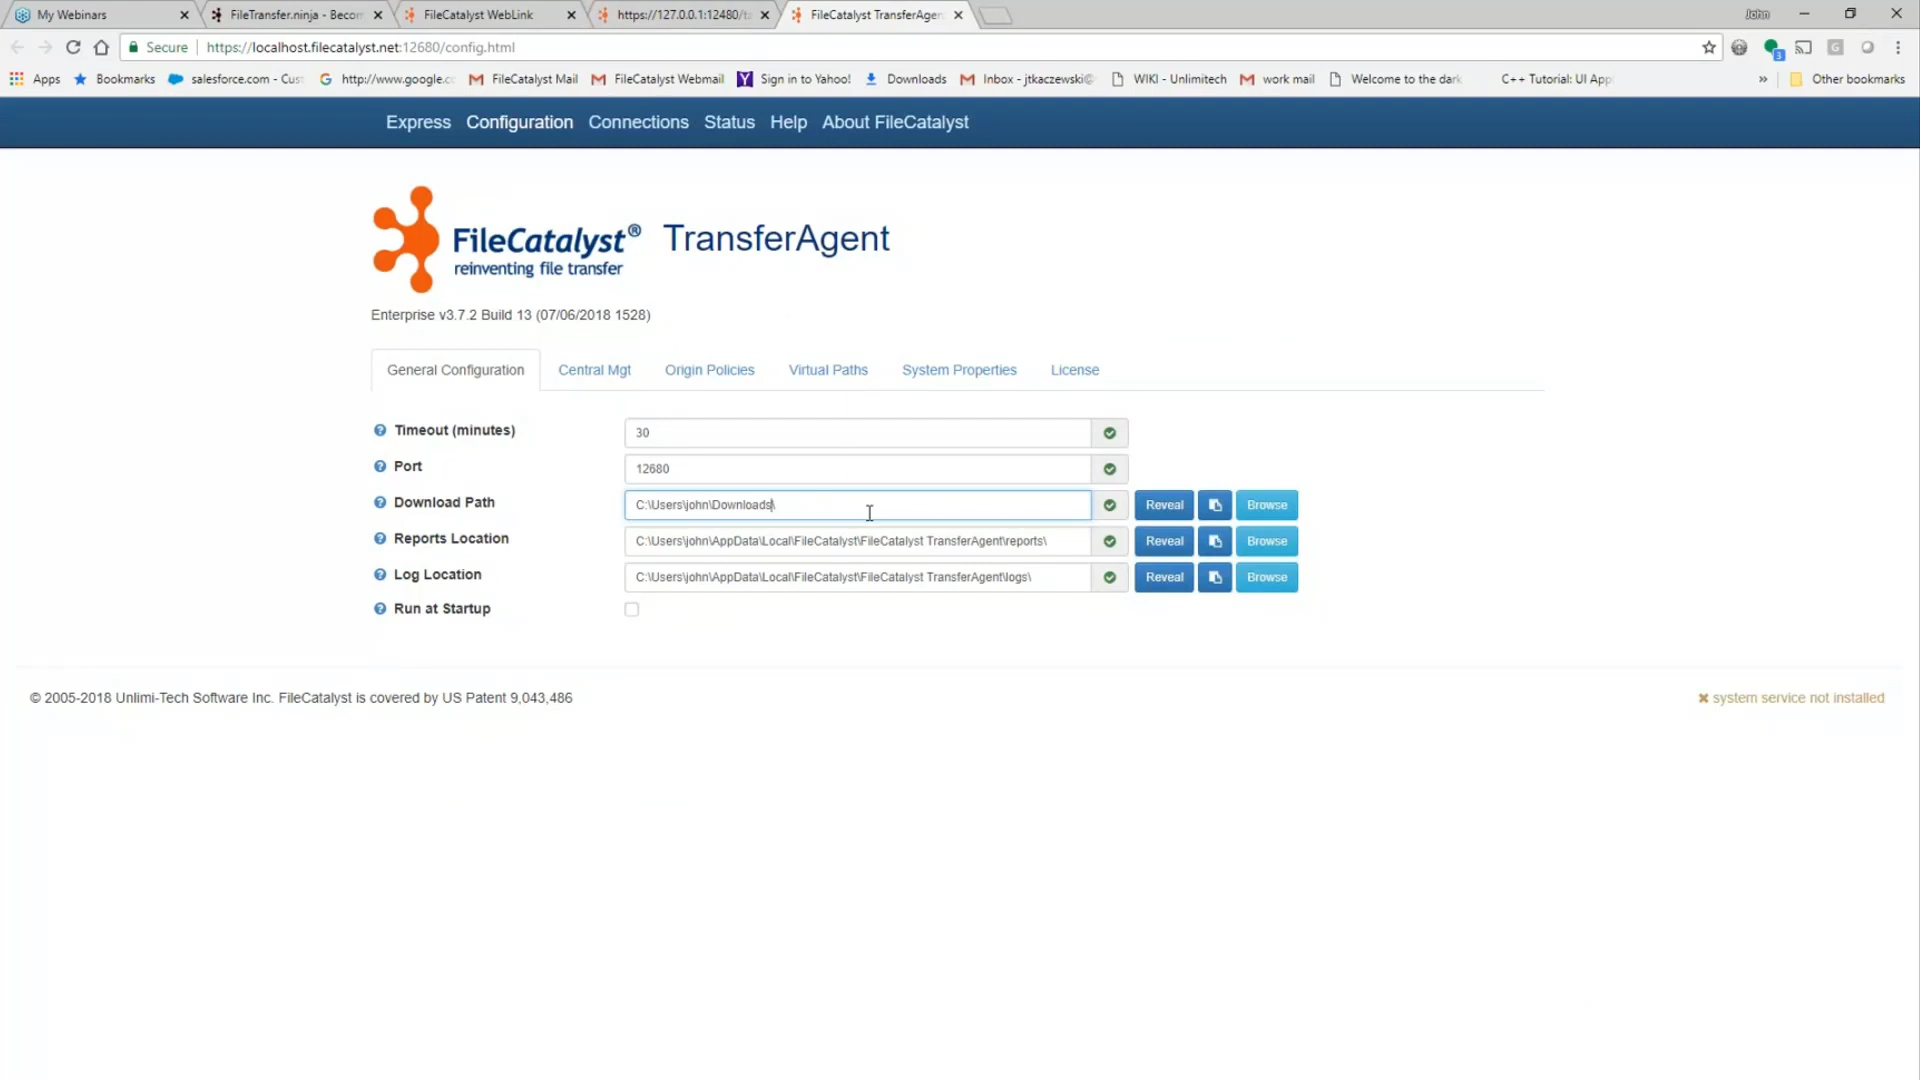 My Webinars
FileTransfer.ninja - Becom
FileCatalyst WebLink
https://127.0.0.1:12480/ta
FileCatalyst TransferAgen
John
Secure
https://localhost.filecatalyst.net:12680/config.html
3
G
Apps
Bookmarks
salesforce.com - Cust
G
http://www.google.c
FileCatalyst Mail
FileCatalyst Webmail
Y
Sign in to Yahoo!
Downloads
Inbox - jtkaczewski@
WIKI - Unlimitech
work mail
Welcome to the dark
C++ Tutorial: UI App
»
Other bookmarks
Express Configuration Connections Status Help About FileCatalyst
FileCatalyst® TransferAgent
reinventing file transfer
Enterprise v3.7.2 Build 13 (07/06/2018 1528)
General Configuration Central Mgt Origin Policies Virtual Paths System Properties License
Timeout (minutes) 30
Port 12680
Download Path C:\Users\john\Downloads\ Reveal Browse
Reports Location C:\Users\john\AppData\Local\FileCatalyst\FileCatalyst TransferAgent\reports\ Reveal Browse
Log Location C:\Users\john\AppData\Local\FileCatalyst\FileCatalyst TransferAgent\logs\ Reveal Browse
Run at Startup
© 2005-2018 Unlimi-Tech Software Inc. FileCatalyst is covered by US Patent 9,043,486
system service not installed